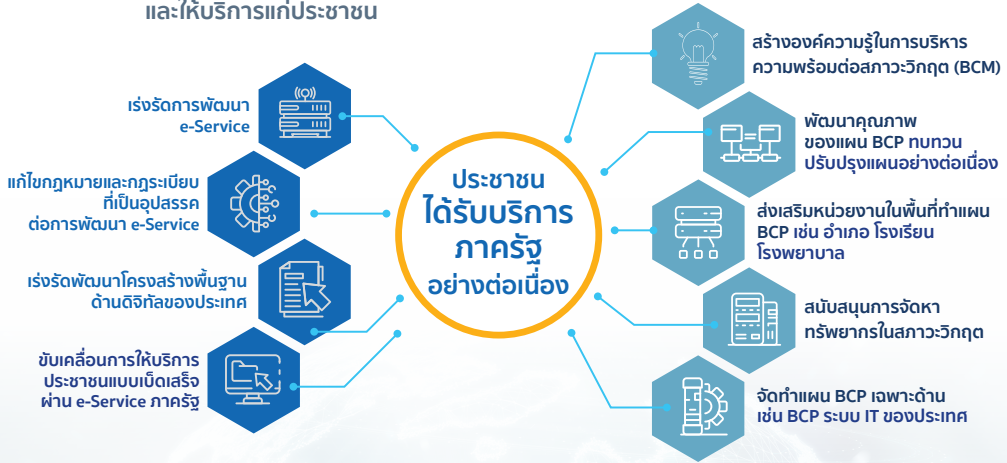 และให้บริการแก่ประชาชน
เร่งรัดการพัฒนา
e-Service
แก้ไขกฎหมายและกฎระเบียบ
ที่เป็นอุปสรรค
ต่อการพัฒนา e-Service
เร่งรัดพัฒนาโครงสร้างพื้นฐาน
ด้านดิจิทัลของประเทศ
ขับเคลื่อนการให้บริการ
ประชาชนแบบเบ็ดเสร็จ
ผ่าน e-Service ภาครัฐ
ประชาชน
ได้รับบริการ
ภาครัฐ
อย่างต่อเนื่อง
สร้างองค์ความรู้ในการบริหาร
ความพร้อมต่อสภาวะวิกฤต (BCM)
พัฒนาคุณภาพ
ของแผน BCP ทบทวน
ปรับปรุงแผนอย่างต่อเนื่อง
ส่งเสริมหน่วยงานในพื้นที่ทำแผน
BCP เช่น อำเภอ โรงเรียน
โรงพยาบาล
สนับสนุนการจัดหา
ทรัพยากรในสภาวะวิกฤต
จัดทำแผน BCP เฉพาะด้าน
เช่น BCP ระบบ IT ของประเทศ